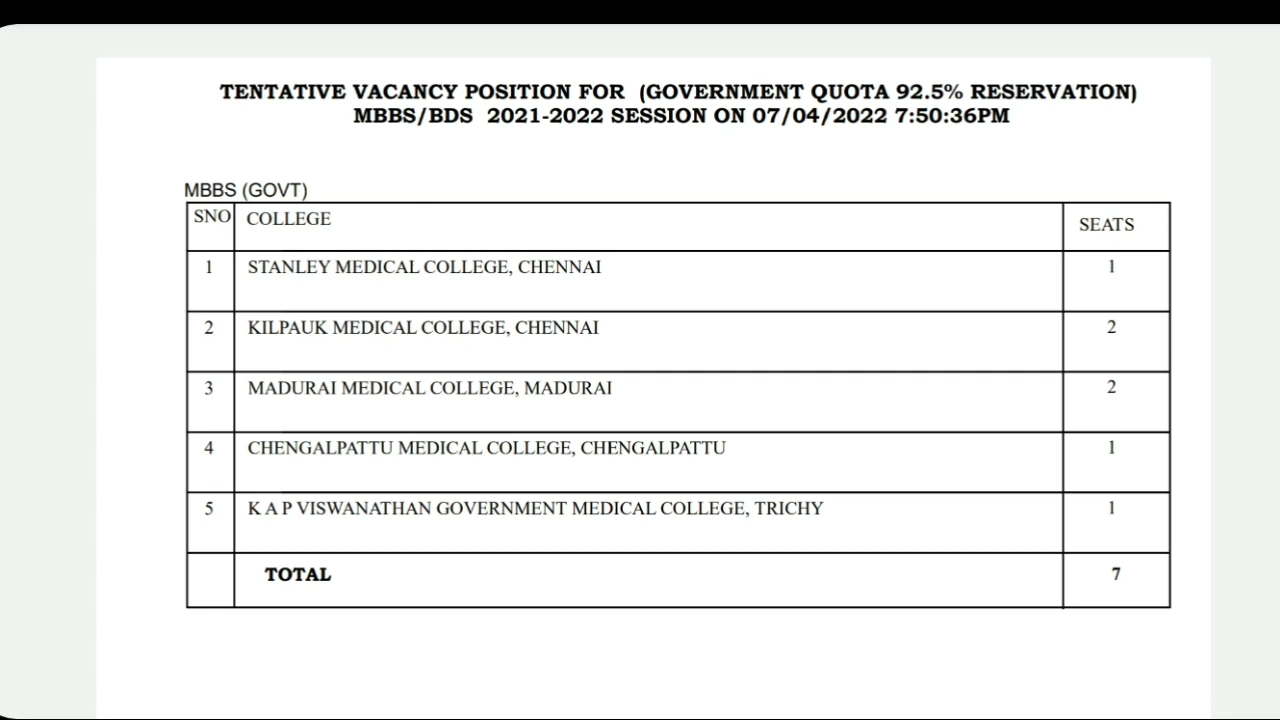 TENTATIVE VACANCY POSITION FOR (GOVERNMENT QUOTA 92.5% RESERVATION)
MBBS/BDS 2021-2022 SESSION ON 07/04/2022 7:50:36PM
MBBS (GOVT)
SNO COLLEGE SEATS
1 STANLEY MEDICAL COLLEGE, CHENNAI 1
2 KILPAUK MEDICAL COLLEGE, CHENNAI 2
3 MADURAI MEDICAL COLLEGE, MADURAI 2
4 CHENGALPATTU MEDICAL COLLEGE, CHENGALPATTU 1
5 K A P VISWANATHAN GOVERNMENT MEDICAL COLLEGE, TRICHY 1
TOTAL 7